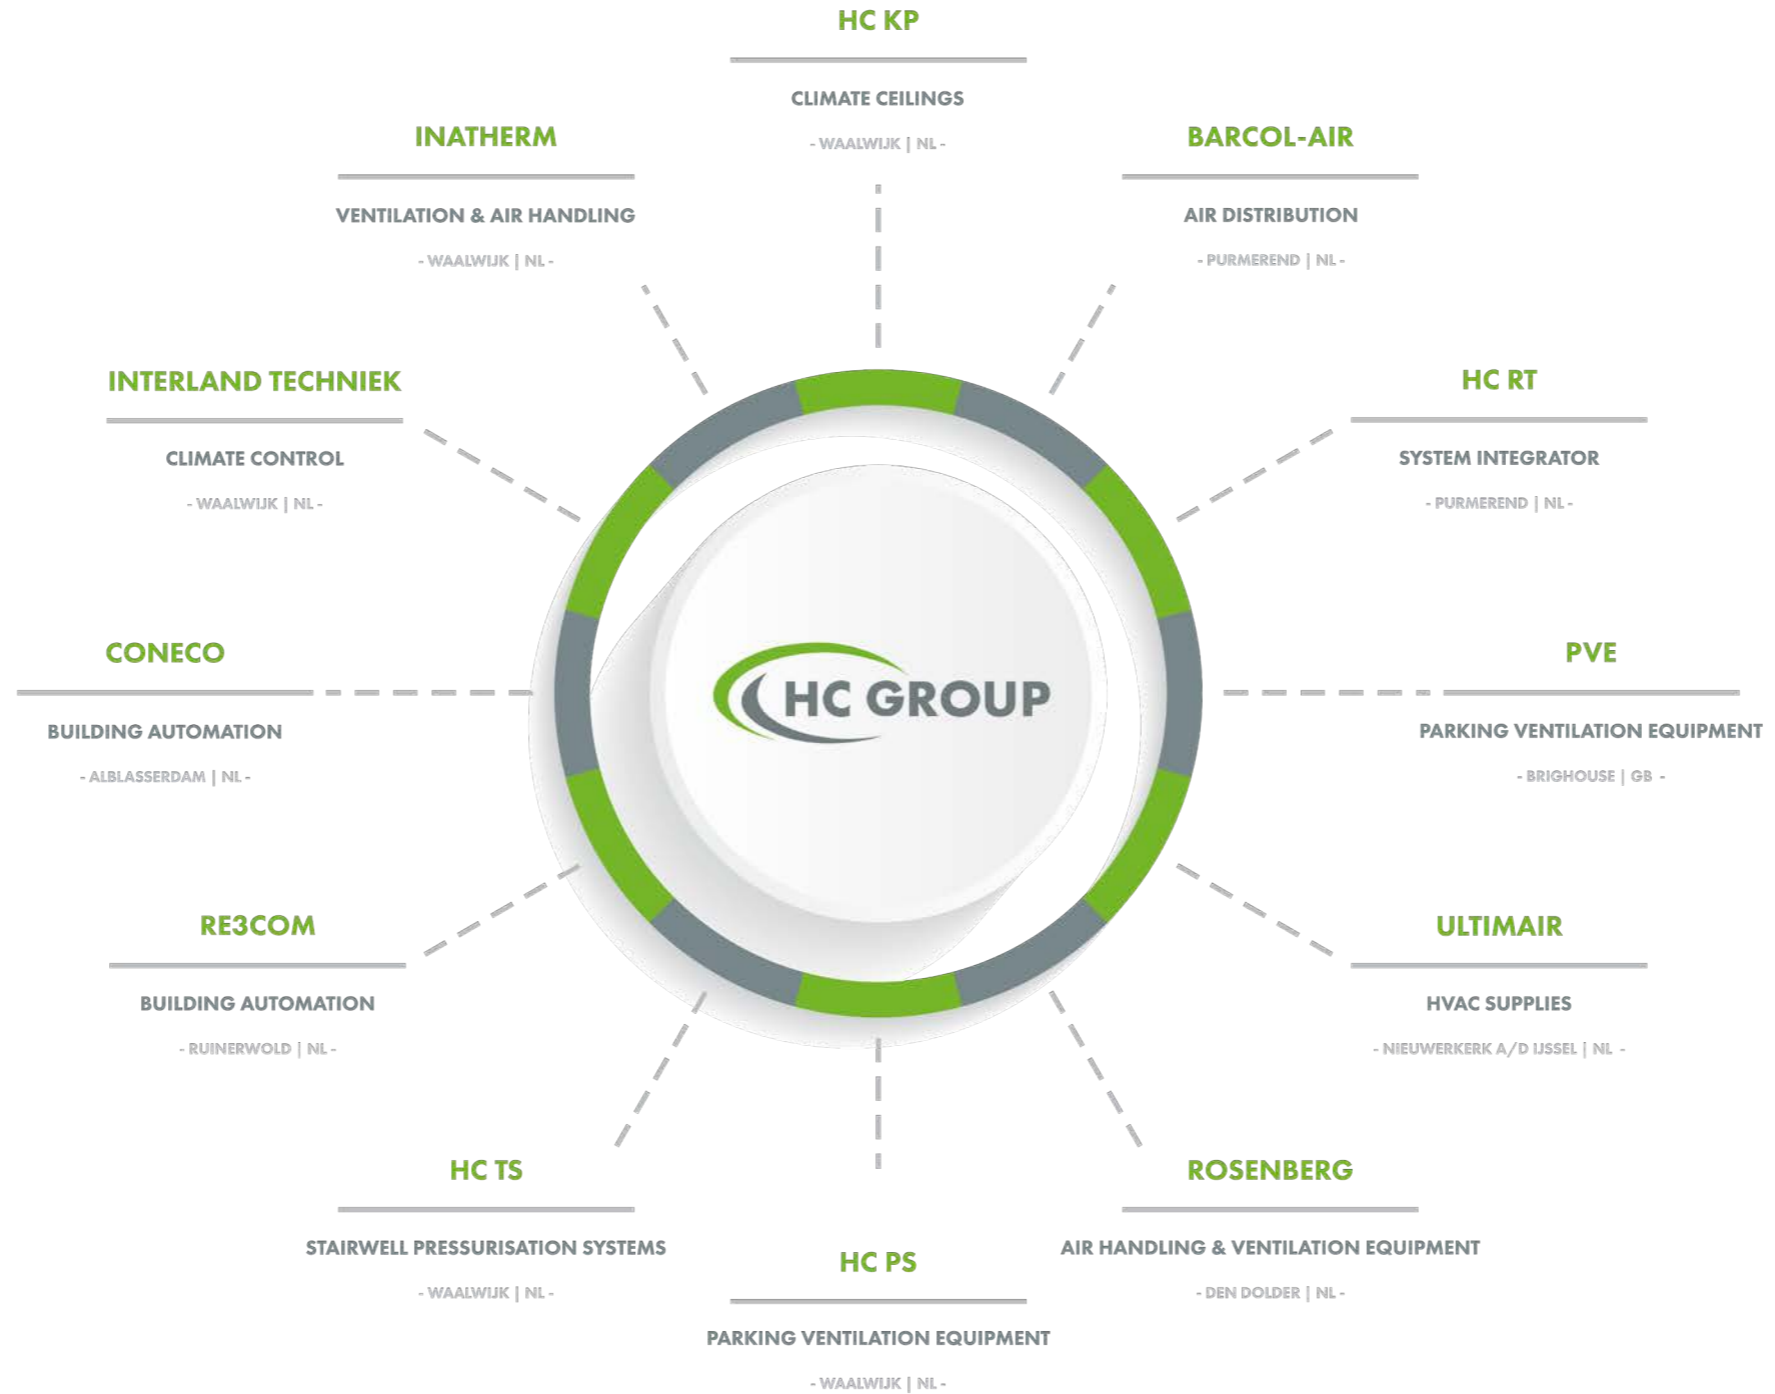 HC KP
CLIMATE CEILINGS
- WAALWIJK | NL -
INATHERM
VENTILATION & AIR HANDLING
- WAALWIJK | NL -
BARCOL-AIR
AIR DISTRIBUTION
- PURMEREND | NL -
INTERLAND TECHNIEK
CLIMATE CONTROL
- WAALWIJK | NL -
HC RT
SYSTEM INTEGRATOR
- PURMEREND | NL -
CONECO
BUILDING AUTOMATION
- ALBLASSERDAM | NL -
HC GROUP
PVE
PARKING VENTILATION EQUIPMENT
- BRIGHOUSE | GB -
RE3COM
BUILDING AUTOMATION
- RUINERWOLD | NL -
ULTIMAIR
HVAC SUPPLIES
- NIEUWERKERK A/D IJSSEL | NL -
HC TS
STAIRWELL PRESSURISATION SYSTEMS
- WAALWIJK | NL -
HC PS
PARKING VENTILATION EQUIPMENT
- WAALWIJK | NL -
ROSENBERG
AIR HANDLING & VENTILATION EQUIPMENT
- DEN DOLDER | NL -